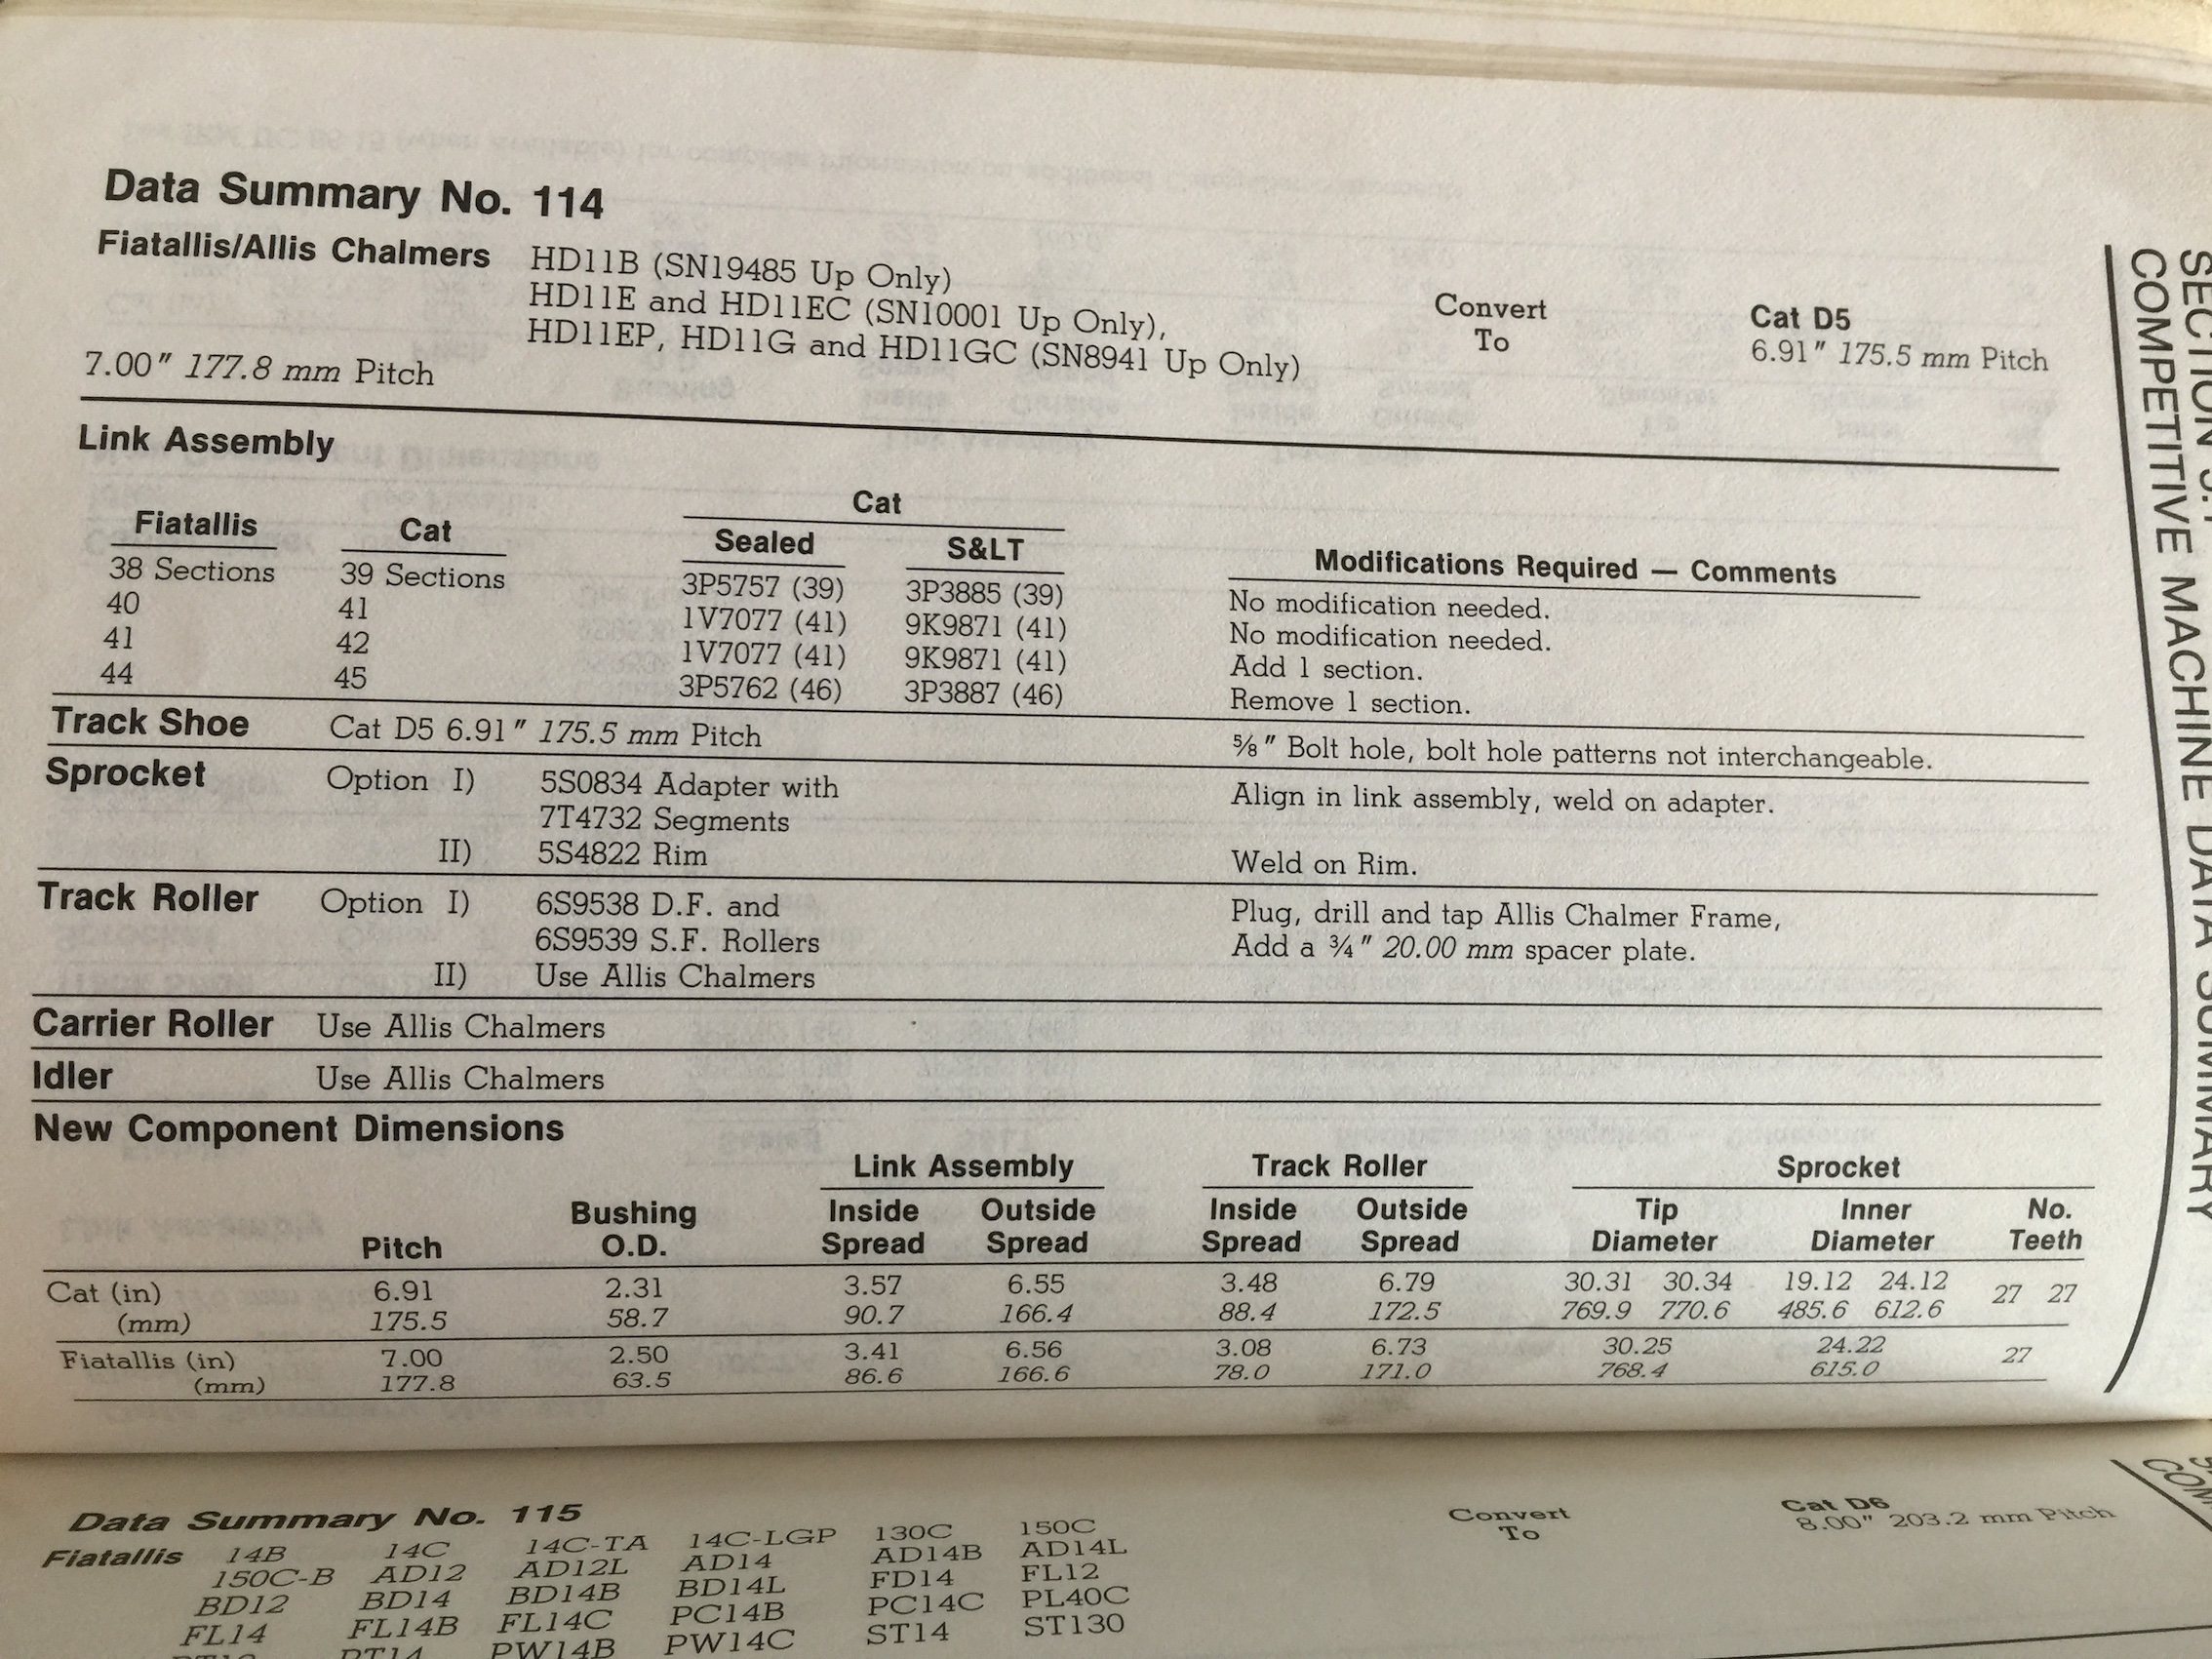 Data Summary No. 114
Fiatallis/Allis Chalmers HD11B (SN19485 Up Only)
HD11E and HD11EC (SN10001 Up Only),
HD11EP, HD11G and HD11GC (SN8941 Up Only)
Convert To
Cat D5
6.91" 175.5 mm Pitch
7.00" 177.8 mm Pitch
Link Assembly
Cat
Fiatallis Cat Sealed S&LT Modifications Required — Comments
38 Sections 39 Sections 3P5757 (39) 3P3885 (39) No modification needed.
40 41 1V7077 (41) 9K9871 (41) No modification needed.
41 42 1V7077 (41) 9K9871 (41) Add 1 section.
44 45 3P5762 (46) 3P3887 (46) Remove 1 section.
Track Shoe Cat D5 6.91" 175.5 mm Pitch ⅝" Bolt hole, bolt hole patterns not interchangeable.
Sprocket Option I) 5S0834 Adapter with Align in link assembly, weld on adapter.
7T4732 Segments
II) 5S4822 Rim Weld on Rim.
Track Roller Option I) 6S9538 D.F. and Plug, drill and tap Allis Chalmer Frame,
6S9539 S.F. Rollers Add a ¾" 20.00 mm spacer plate.
II) Use Allis Chalmers
Carrier Roller Use Allis Chalmers
Idler Use Allis Chalmers
New Component Dimensions
Link Assembly Track Roller Sprocket
Bushing Inside Outside Inside Outside Tip Inner No.
Pitch O.D. Spread Spread Spread Spread Diameter Diameter Teeth
Cat (in) 6.91 2.31 3.57 6.55 3.48 6.79 30.31 30.34 19.12 24.12 27 27
(mm) 175.5 58.7 90.7 166.4 88.4 172.5 769.9 770.6 485.6 612.6
Fiatallis (in) 7.00 2.50 3.41 6.56 3.08 6.73 30.25 24.22 27
(mm) 177.8 63.5 86.6 166.6 78.0 171.0 768.4 615.0
COMPETITIVE MACHINE DATA SUMMARY
Data Summary No. 115
Convert To
Cat D6
8.00" 203.2 mm Pitch
Fiatallis 14B 14C 14C-TA 14C-LGP 130C 150C
150C-B AD12 AD12L AD14 AD14B AD14L
BD12 BD14 BD14B BD14L FD14 FL12
FL14 FL14B FL14C PC14B PC14C PL40C
PT14 PW14B PW14C ST14 ST130